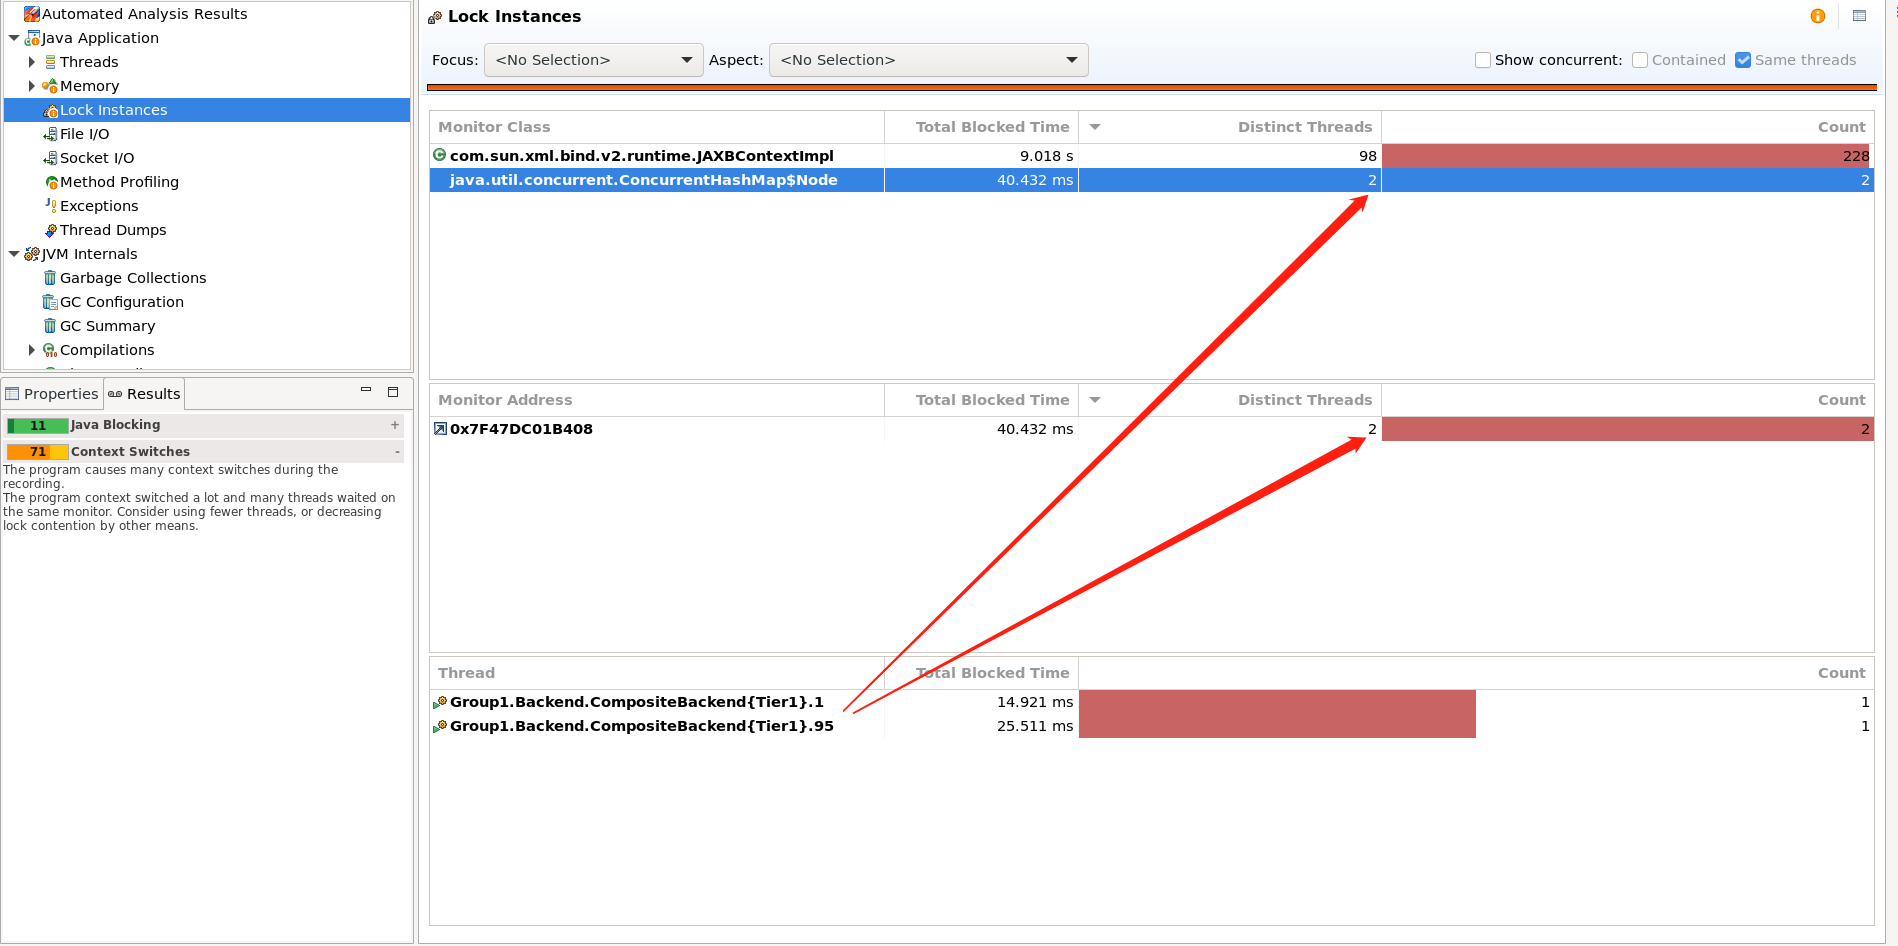 Automated Analysis Results
Java Application
Threads
Memory
Lock Instances
File I/O
Socket I/O
Method Profiling
Exceptions
Thread Dumps
JVM Internals
Garbage Collections
GC Configuration
GC Summary
Compilations
Properties Results
11 Java Blocking +
71 Context Switches -
The program causes many context switches during the
recording.
The program context switched a lot and many threads waited on
the same monitor. Consider using fewer threads, or decreasing
lock contention by other means.
Lock Instances
Focus: <No Selection> Aspect: <No Selection> Show concurrent: Contained Same threads
Monitor Class Total Blocked Time Distinct Threads Count
com.sun.xml.bind.v2.runtime.JAXBContextImpl 9.018 s 98 228
java.util.concurrent.ConcurrentHashMap$Node 40.432 ms 2 2
Monitor Address Total Blocked Time Distinct Threads Count
0x7F47DC01B408 40.432 ms 2 2
Thread Total Blocked Time Count
Group1.Backend.CompositeBackend{Tier1}.1 14.921 ms 1
Group1.Backend.CompositeBackend{Tier1}.95 25.511 ms 1